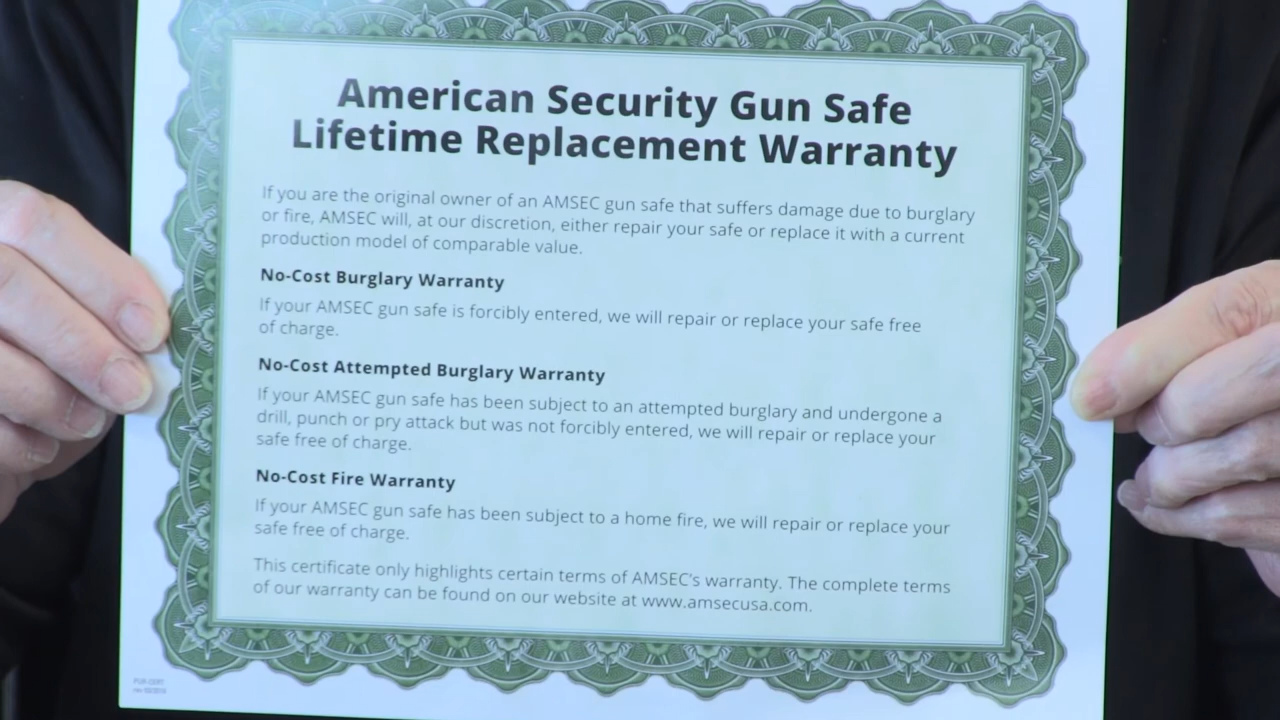 American Security Gun Safe
Lifetime Replacement Warranty
If you are the original owner of an AMSEC gun safe that suffers damage due to burglary
or fire, AMSEC will, at our discretion, either repair your safe or replace it with a current
production model of comparable value.
No-Cost Burglary Warranty
If your AMSEC gun safe is forcibly entered, we will repair or replace your safe free
of charge.
No-Cost Attempted Burglary Warranty
If your AMSEC gun safe has been subject to an attempted burglary and undergone a
drill, punch or pry attack but was not forcibly entered, we will repair or replace your
safe free of charge.
No-Cost Fire Warranty
If your AMSEC gun safe has been subject to a home fire, we will repair or replace your
safe free of charge.
This certificate only highlights certain terms of AMSEC's warranty. The complete terms
of our warranty can be found on our website at www.amsecusa.com.